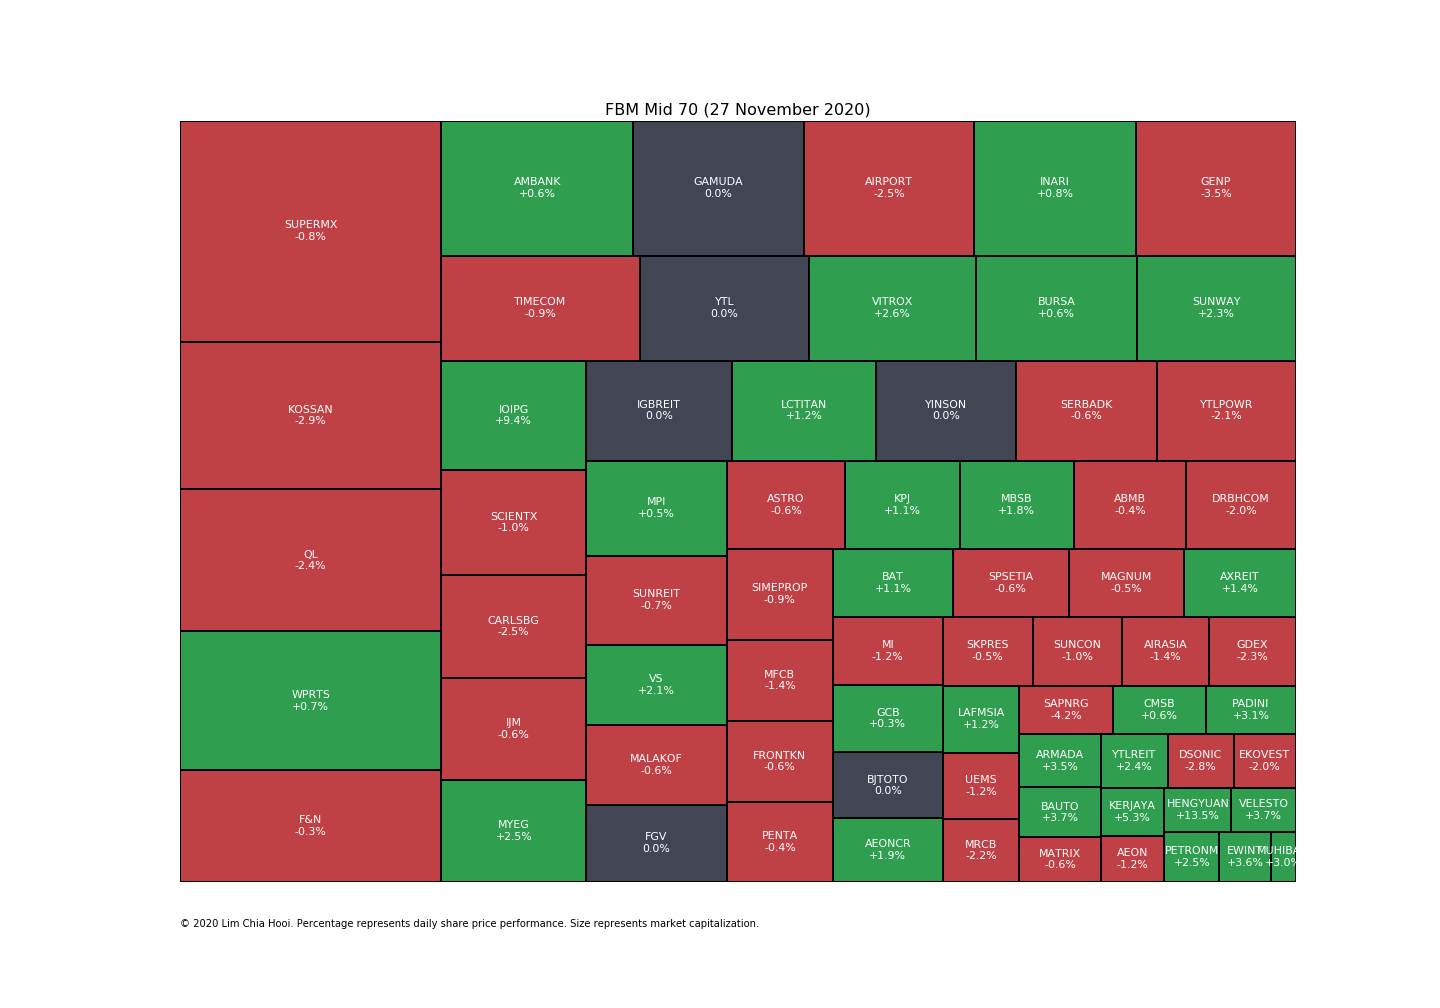 FBM Mid 70 (27 November 2020)
SUPERMX
-0.8%
KOSSAN
-2.9%
QL
-2.4%
WPRTS
+0.7%
F&N
-0.3%
AMBANK
+0.6%
GAMUDA
0.0%
AIRPORT
-2.5%
INARI
+0.8%
GENP
-3.5%
TIMECOM
-0.9%
YTL
0.0%
VITROX
+2.6%
BURSA
+0.6%
SUNWAY
+2.3%
IOIPG
+9.4%
SCIENTX
-1.0%
CARLSBG
-2.5%
IJM
-0.6%
MYEG
+2.5%
IGBREIT
0.0%
LCTITAN
+1.2%
YINSON
0.0%
SERBADK
-0.6%
YTLPOWR
-2.1%
MPI
+0.5%
SUNREIT
-0.7%
VS
+2.1%
MALAKOF
-0.6%
FGV
0.0%
ASTRO
-0.6%
KPJ
+1.1%
MBSB
+1.8%
ABMB
-0.4%
DRBHCOM
-2.0%
SIMEPROP
-0.9%
MFCB
-1.4%
FRONTKN
-0.6%
PENTA
-0.4%
BAT
+1.1%
SPSETIA
-0.6%
MAGNUM
-0.5%
AXREIT
+1.4%
MI
-1.2%
GCB
+0.3%
BJTOTO
0.0%
AEONCR
+1.9%
SKPRES
-0.5%
SUNCON
-1.0%
AIRASIA
-1.4%
GDEX
-2.3%
LAFMSIA
+1.2%
UEMS
-1.2%
MRCB
-2.2%
SAPNRG
-4.2%
CMSB
+0.6%
PADINI
+3.1%
ARMADA
+3.5%
BAUTO
+3.7%
MATRIX
-0.6%
YTLREIT
+2.4%
DSONIC
-2.8%
EKOVEST
-2.0%
KERJAYA
+5.3%
AEON
-1.2%
HENGYUAN
+13.5%
VELESTO
+3.7%
PETRONM
+2.5%
EWINT
+3.6%
+3.0%
© 2020 Lim Chia Hooi. Percentage represents daily share price performance. Size represents market capitalization.